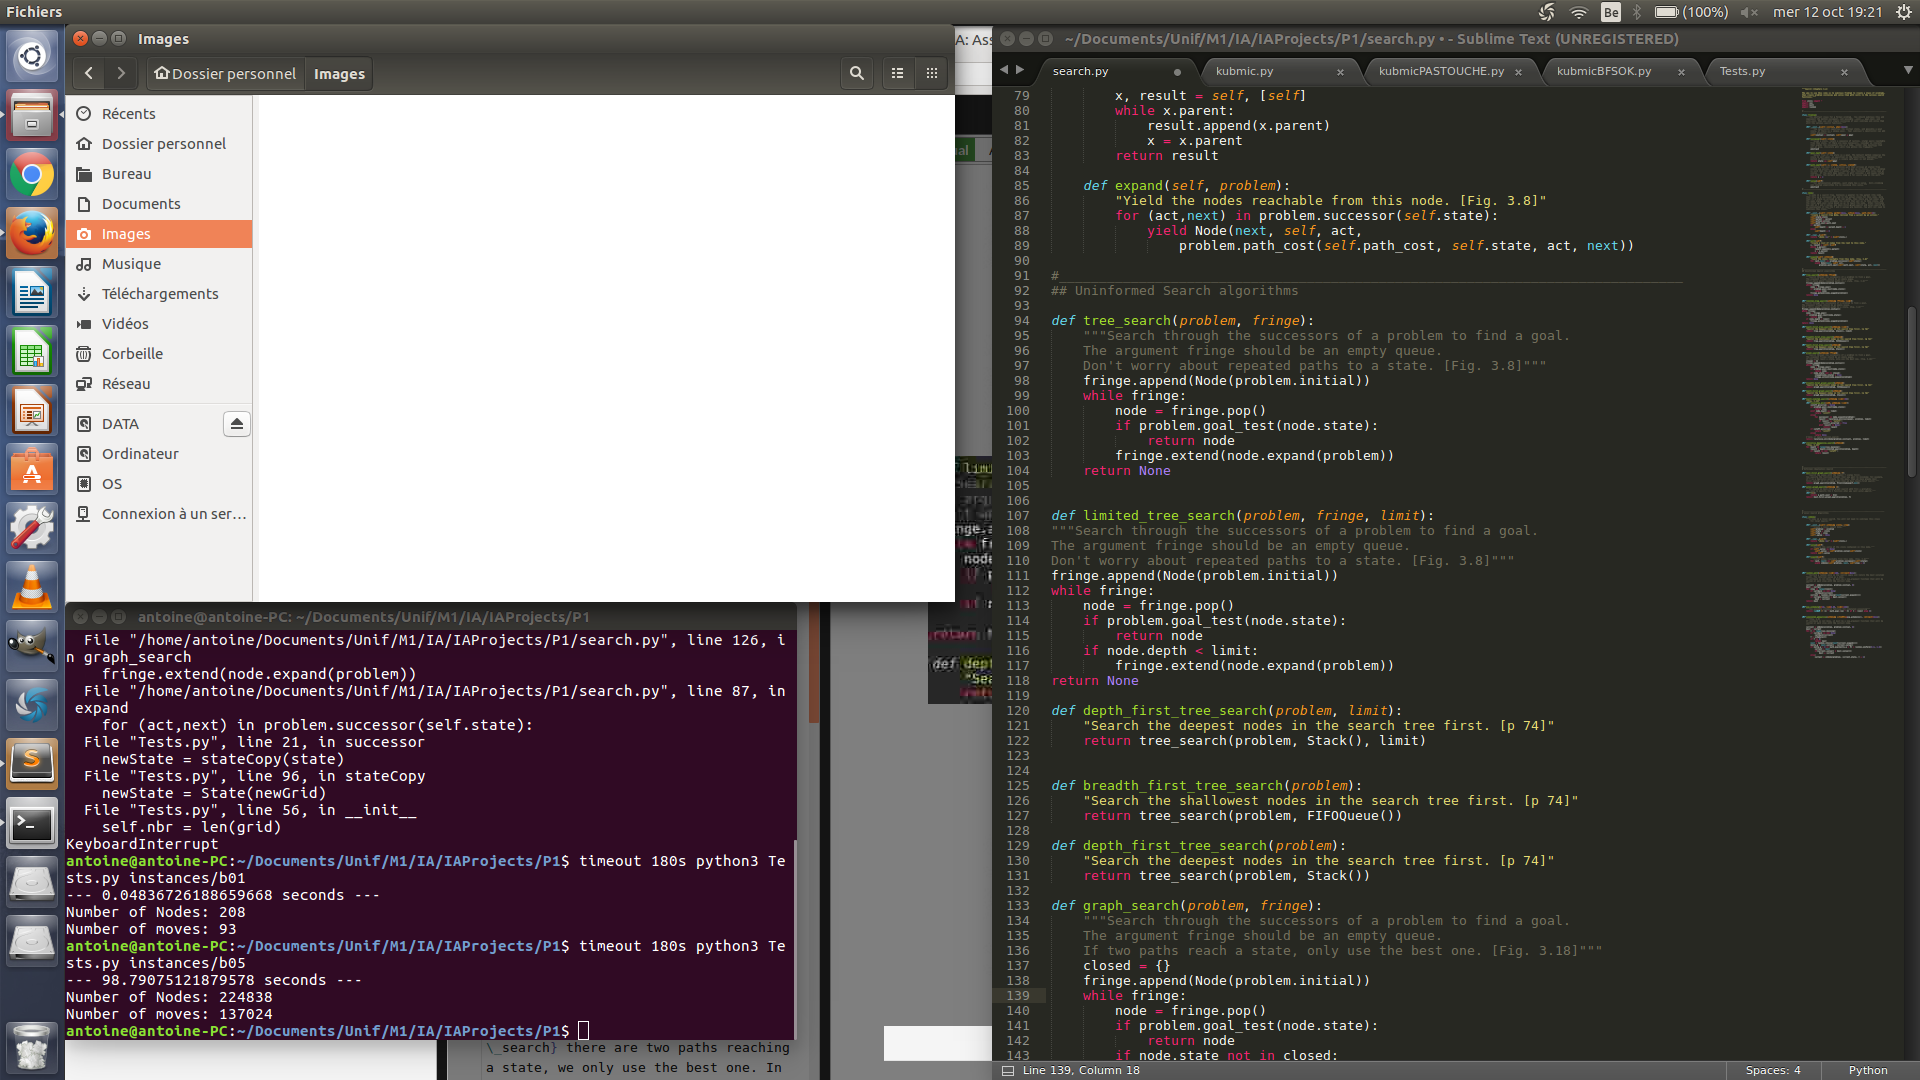 Fichiers
Be
(100%)
mer 12 oct 19:21
Images
Dossier personnel
Images
Récents
Dossier personnel
Bureau
Documents
Images
Musique
Téléchargements
Vidéos
Corbeille
Réseau
DATA
Ordinateur
OS
Connexion à un ser…
antoine@antoine-PC: ~/Documents/Unif/M1/IA/IAProjects/P1
File "/home/antoine/Documents/Unif/M1/IA/IAProjects/P1/search.py", line 126, i
n graph_search
fringe.extend(node.expand(problem))
File "/home/antoine/Documents/Unif/M1/IA/IAProjects/P1/search.py", line 87, in
expand
for (act,next) in problem.successor(self.state):
File "Tests.py", line 21, in successor
newState = stateCopy(state)
File "Tests.py", line 96, in stateCopy
newState = State(newGrid)
File "Tests.py", line 56, in __init__
self.nbr = len(grid)
KeyboardInterrupt
antoine@antoine-PC:~/Documents/Unif/M1/IA/IAProjects/P1$ timeout 180s python3 Te
sts.py instances/b01
--- 0.04836726188659668 seconds ---
Number of Nodes: 208
Number of moves: 93
antoine@antoine-PC:~/Documents/Unif/M1/IA/IAProjects/P1$ timeout 180s python3 Te
sts.py instances/b05
--- 98.79075121879578 seconds ---
Number of Nodes: 224838
Number of moves: 137024
antoine@antoine-PC:~/Documents/Unif/M1/IA/IAProjects/P1$
\_search} there are two paths reaching
a state, we only use the best one. In
A: Ass
~/Documents/Unif/M1/IA/IAProjects/P1/search.py • - Sublime Text (UNREGISTERED)
search.py
kubmic.py
kubmicPASTOUCHE.py
kubmicBFSOK.py
Tests.py
79 x, result = self, [self]
80 while x.parent:
81 result.append(x.parent)
82 x = x.parent
83 return result
84
85 def expand(self, problem):
86 "Yield the nodes reachable from this node. [Fig. 3.8]"
87 for (act,next) in problem.successor(self.state):
88 yield Node(next, self, act,
89 problem.path_cost(self.path_cost, self.state, act, next))
90
91 #______________________________________________________________________________
92 ## Uninformed Search algorithms
93
94 def tree_search(problem, fringe):
95 """Search through the successors of a problem to find a goal.
96 The argument fringe should be an empty queue.
97 Don't worry about repeated paths to a state. [Fig. 3.8]"""
98 fringe.append(Node(problem.initial))
99 while fringe:
100 node = fringe.pop()
101 if problem.goal_test(node.state):
102 return node
103 fringe.extend(node.expand(problem))
104 return None
105
106
107 def limited_tree_search(problem, fringe, limit):
108 """Search through the successors of a problem to find a goal.
109 The argument fringe should be an empty queue.
110 Don't worry about repeated paths to a state. [Fig. 3.8]"""
111 fringe.append(Node(problem.initial))
112 while fringe:
113 node = fringe.pop()
114 if problem.goal_test(node.state):
115 return node
116 if node.depth < limit:
117 fringe.extend(node.expand(problem))
118 return None
119
120 def depth_first_tree_search(problem, limit):
121 "Search the deepest nodes in the search tree first. [p 74]"
122 return tree_search(problem, Stack(), limit)
123
124
125 def breadth_first_tree_search(problem):
126 "Search the shallowest nodes in the search tree first. [p 74]"
127 return tree_search(problem, FIFOQueue())
128
129 def depth_first_tree_search(problem):
130 "Search the deepest nodes in the search tree first. [p 74]"
131 return tree_search(problem, Stack())
132
133 def graph_search(problem, fringe):
134 """Search through the successors of a problem to find a goal.
135 The argument fringe should be an empty queue.
136 If two paths reach a state, only use the best one. [Fig. 3.18]"""
137 closed = {}
138 fringe.append(Node(problem.initial))
139 while fringe:
140 node = fringe.pop()
141 if problem.goal_test(node.state):
142 return node
143 if node.state not in closed:
Line 139, Column 18
Spaces: 4
Python